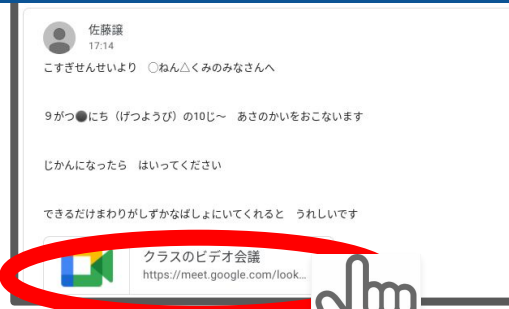 佐藤譲
17:14
こすぎせんせいより　○ねん△くみのみなさんへ
９がつ●にち（げつようび）の10じ～　あさのかいをおこないます
じかんになったら　はいってください
できるだけまわりがしずかなばしょにいてくれると　うれしいです
クラスのビデオ会議
https://meet.google.com/look...